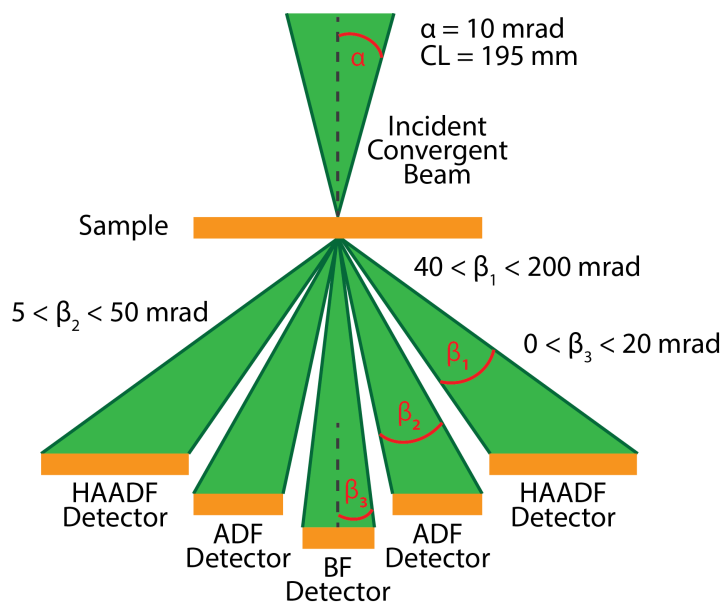 α = 10 mrad
CL = 195 mm
α
Incident
Convergent
Beam
Sample
40 < β₁ < 200 mrad
5 < β₂ < 50 mrad
0 < β₃ < 20 mrad
β₁
β₂
β₃
HAADF
Detector
ADF
Detector
BF
Detector
ADF
Detector
HAADF
Detector